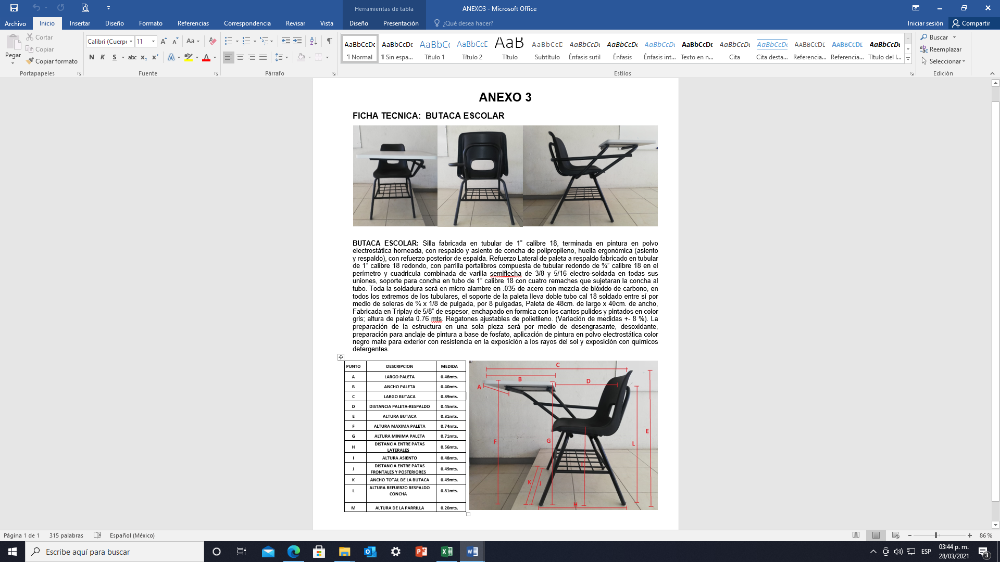 Herramientas de tabla
ANEXO3 - Microsoft Office
Archivo Inicio Insertar Diseño Formato Referencias Correspondencia Revisar Vista Diseño Presentación ¿Qué desea hacer? Iniciar sesión Compartir
Pegar
Cortar
Copiar
Copiar formato
Portapapeles
Calibri (Cuerpo 11
Aa
N K S abc x₂ x² A A
Fuente
Párrafo
AaBbCcDc AaBbCcDc AaBbCc AaBbCcD AaB AaBbCcD AaBbCcDc AaBbCcDc AaBbCcDc AaBbCcDc AaBbCcDc AaBbCcDc AABBCCDD AABBCCDD AaBbCcDc
¶ Normal ¶ Sin espa... Título 1 Título 2 Título Subtítulo Énfasis sutil Énfasis Énfasis int... Texto en n... Cita Cita desta... Referencia... Referencia... Título del l...
Estilos
Buscar
Reemplazar
Seleccionar
Edición
ANEXO 3
FICHA TECNICA: BUTACA ESCOLAR
BUTACA ESCOLAR: Silla fabricada en tubular de 1” calibre 18, terminada en pintura en polvo
electrostática horneada, con respaldo y asiento de concha de polipropileno, huella ergonómica (asiento
y respaldo), con refuerzo posterior de espalda. Refuerzo Lateral de paleta a respaldo fabricado en tubular
de 1” calibre 18 redondo, con parrilla portalibros compuesta de tubular redondo de ¾” calibre 18 en el
perímetro y cuadricula combinada de varilla semiflecha de 3/8 y 5/16 electro-soldada en todas sus
uniones, soporte para concha en tubo de 1” calibre 18 con cuatro remaches que sujetaran la concha al
tubo. Toda la soldadura será en micro alambre en .035 de acero con mezcla de bióxido de carbono, en
todos los extremos de los tubulares, el soporte de la paleta lleva doble tubo cal 18 soldado entre sí por
medio de soleras de ¾ x 1/8 de pulgada, por 8 pulgadas, Paleta de 48cm. de largo x 40cm. de ancho,
Fabricada en Triplay de 5/8” de espesor, enchapado en formica con los cantos pulidos y pintados en color
gris; altura de paleta 0.76 mts. Regatones ajustables de polietileno. (Variación de medidas +- 8 %). La
preparación de la estructura en una sola pieza será por medio de desengrasante, desoxidante,
preparación para anclaje de pintura a base de fosfato, aplicación de pintura en polvo electrostática color
negro mate para exterior con resistencia en la exposición a los rayos del sol y exposición con químicos
detergentes.
PUNTO DESCRIPCION MEDIDA
A LARGO PALETA 0.48mts.
B ANCHO PALETA 0.40mts.
C LARGO BUTACA 0.89mts.
D DISTANCIA PALETA-RESPALDO 0.45mts.
E ALTURA BUTACA 0.81mts.
F ALTURA MAXIMA PALETA 0.74mts.
G ALTURA MINIMA PALETA 0.71mts.
H DISTANCIA ENTRE PATAS
LATERALES 0.56mts.
I ALTURA ASIENTO 0.48mts.
J DISTANCIA ENTRE PATAS
FRONTALES Y POSTERIORES 0.49mts.
K ANCHO TOTAL DE LA BUTACA 0.49mts.
L ALTURA REFUERZO RESPALDO
CONCHA 0.81mts.
M ALTURA DE LA PARRILLA 0.20mts.
C
B
D
A
E
F
G
L
I
K
J
H
Página 1 de 1 315 palabras Español (México) 86 %
Escribe aquí para buscar
ESP
03:44 p. m.
28/03/2021
3